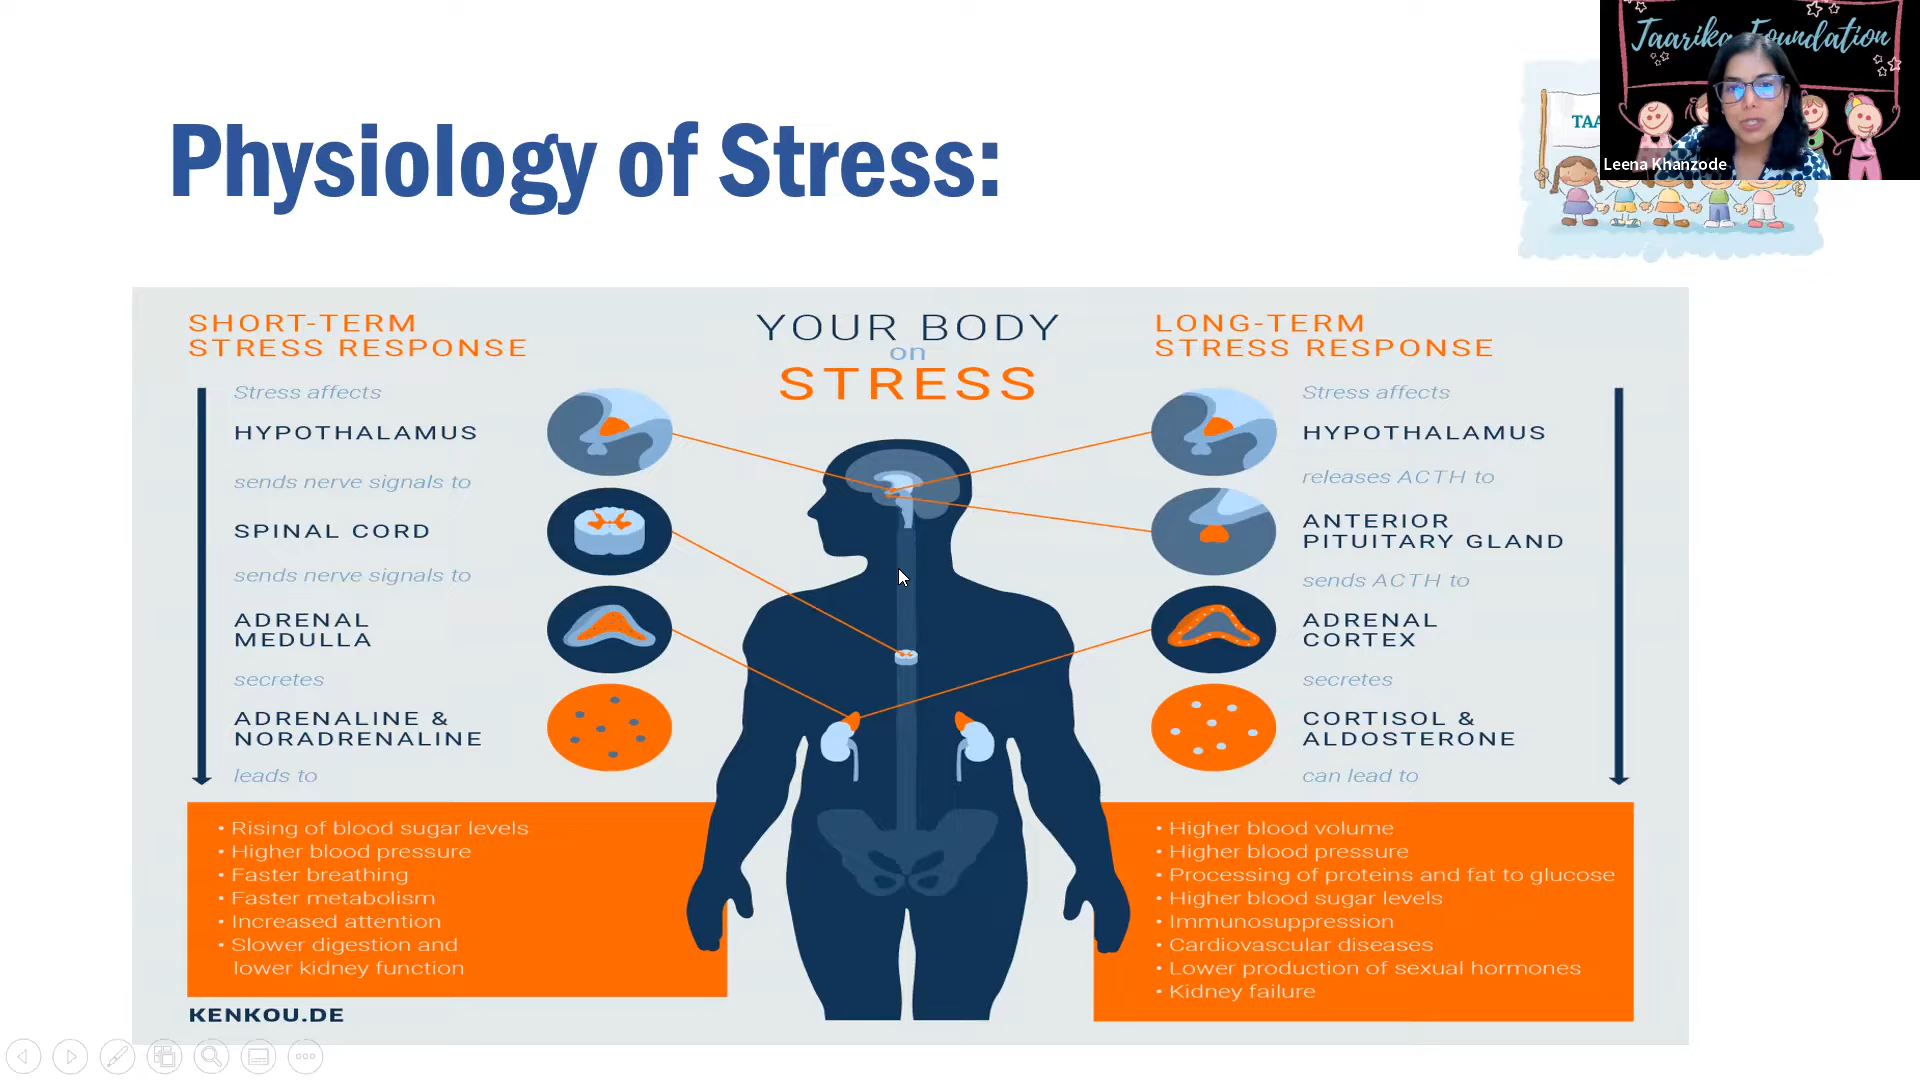 Taarika Foundation
TAA
Leena Khanzode
Physiology of Stress:
SHORT-TERM
STRESS RESPONSE
Stress affects
HYPOTHALAMUS
sends nerve signals to
SPINAL CORD
sends nerve signals to
ADRENAL
MEDULLA
secretes
ADRENALINE &
NORADRENALINE
leads to
• Rising of blood sugar levels
• Higher blood pressure
• Faster breathing
• Faster metabolism
• Increased attention
• Slower digestion and
lower kidney function
KENKOU.DE
YOUR BODY
on
STRESS
LONG-TERM
STRESS RESPONSE
Stress affects
HYPOTHALAMUS
releases ACTH to
ANTERIOR
PITUITARY GLAND
sends ACTH to
ADRENAL
CORTEX
secretes
CORTISOL &
ALDOSTERONE
can lead to
• Higher blood volume
• Higher blood pressure
• Processing of proteins and fat to glucose
• Higher blood sugar levels
• Immunosuppression
• Cardiovascular diseases
• Lower production of sexual hormones
• Kidney failure